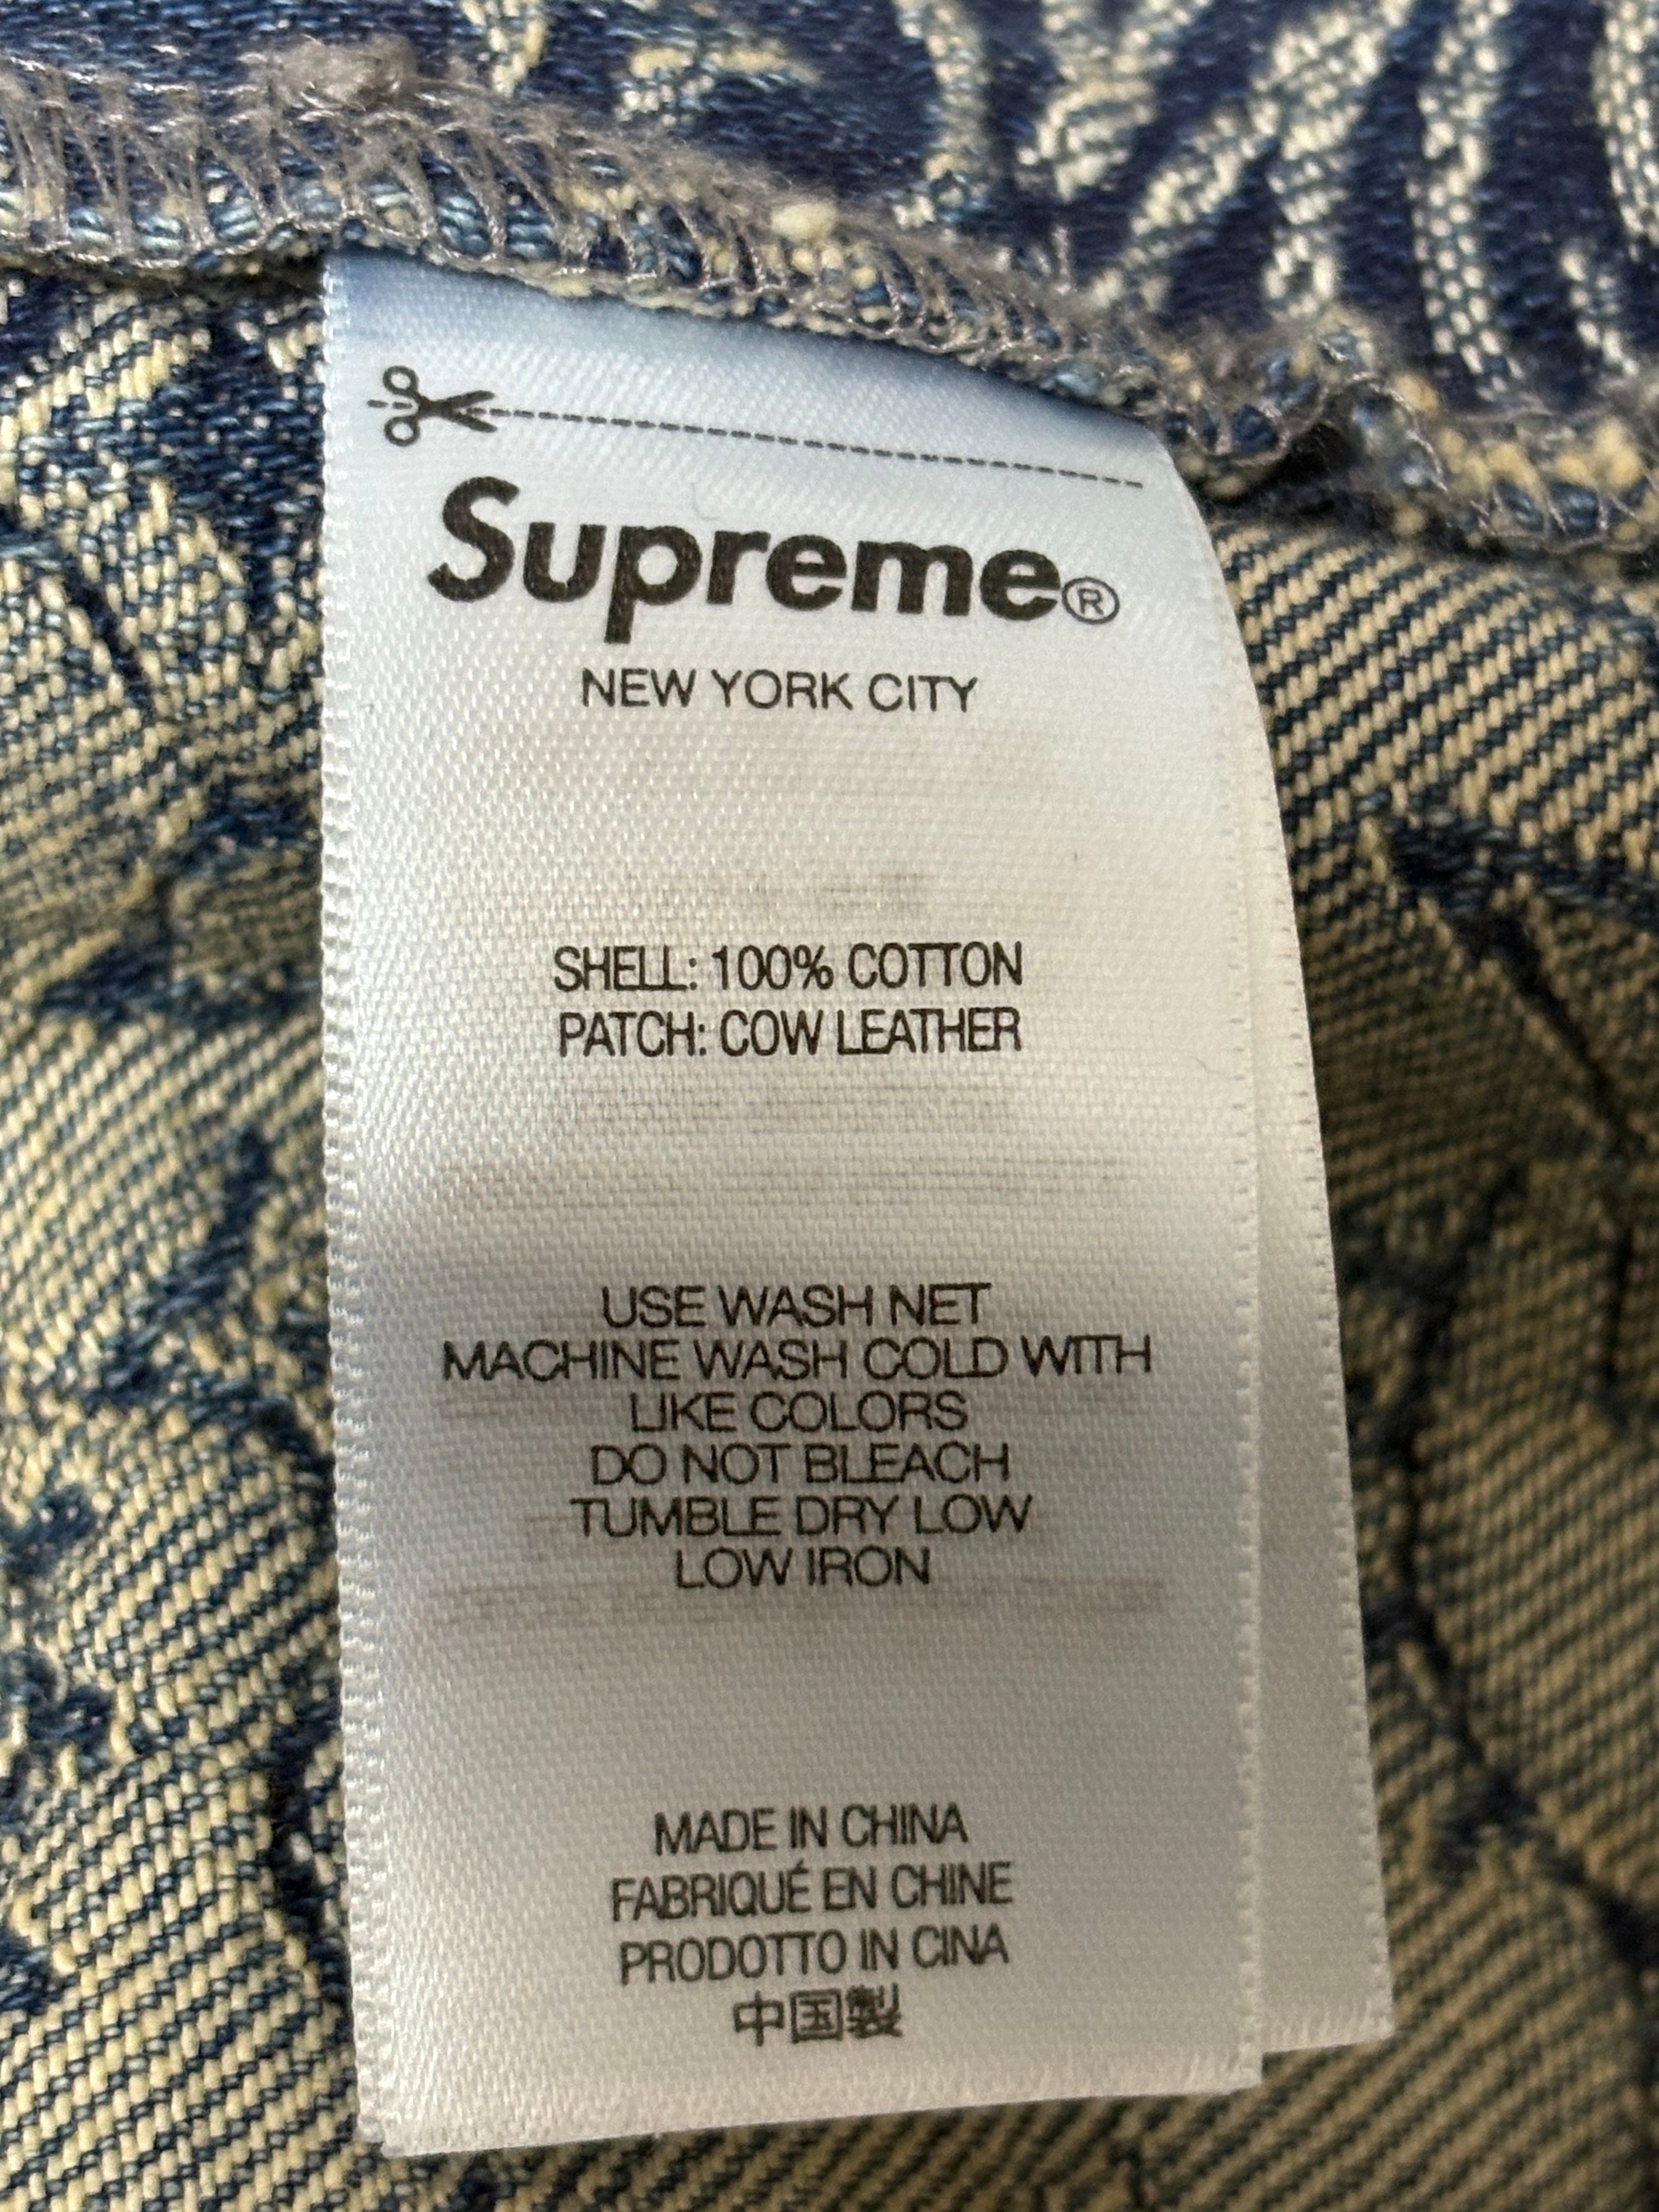 Supreme®
NEW YORK CITY
SHELL: 100% COTTON
PATCH: COW LEATHER
USE WASH NET
MACHINE WASH COLD WITH
LIKE COLORS
DO NOT BLEACH
TUMBLE DRY LOW
LOW IRON
MADE IN CHINA
FABRIQUÉ EN CHINE
PRODOTTO IN CINA
中国製